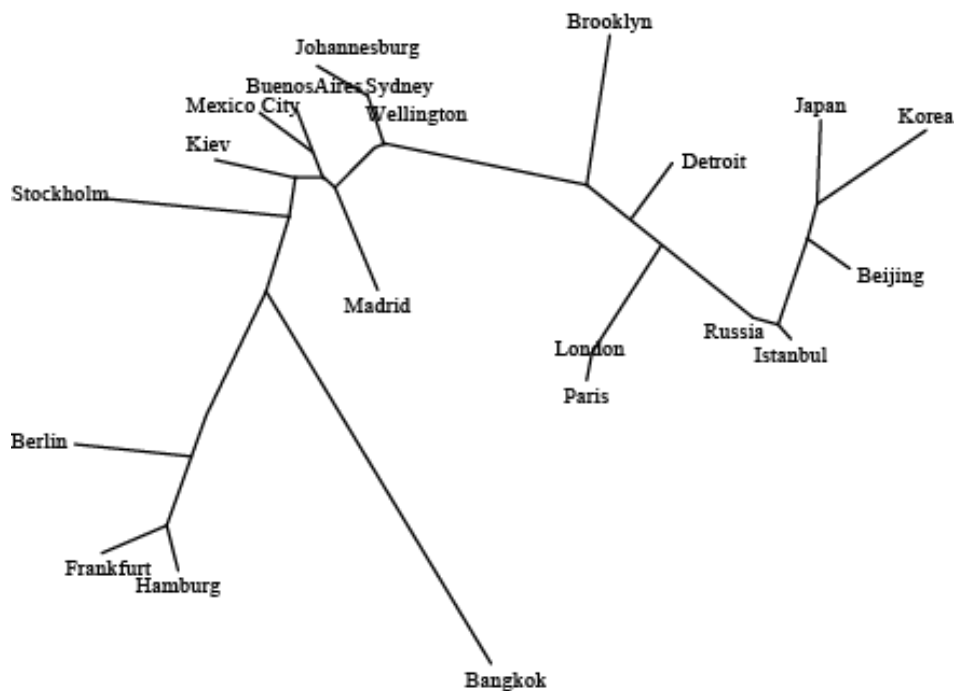 Brooklyn
Johannesburg
BuenosAires
Sydney
Mexico City
Wellington
Japan
Korea
Kiev
Detroit
Stockholm
Beijing
Madrid
Russia
London
Istanbul
Paris
Berlin
Frankfurt
Hamburg
Bangkok